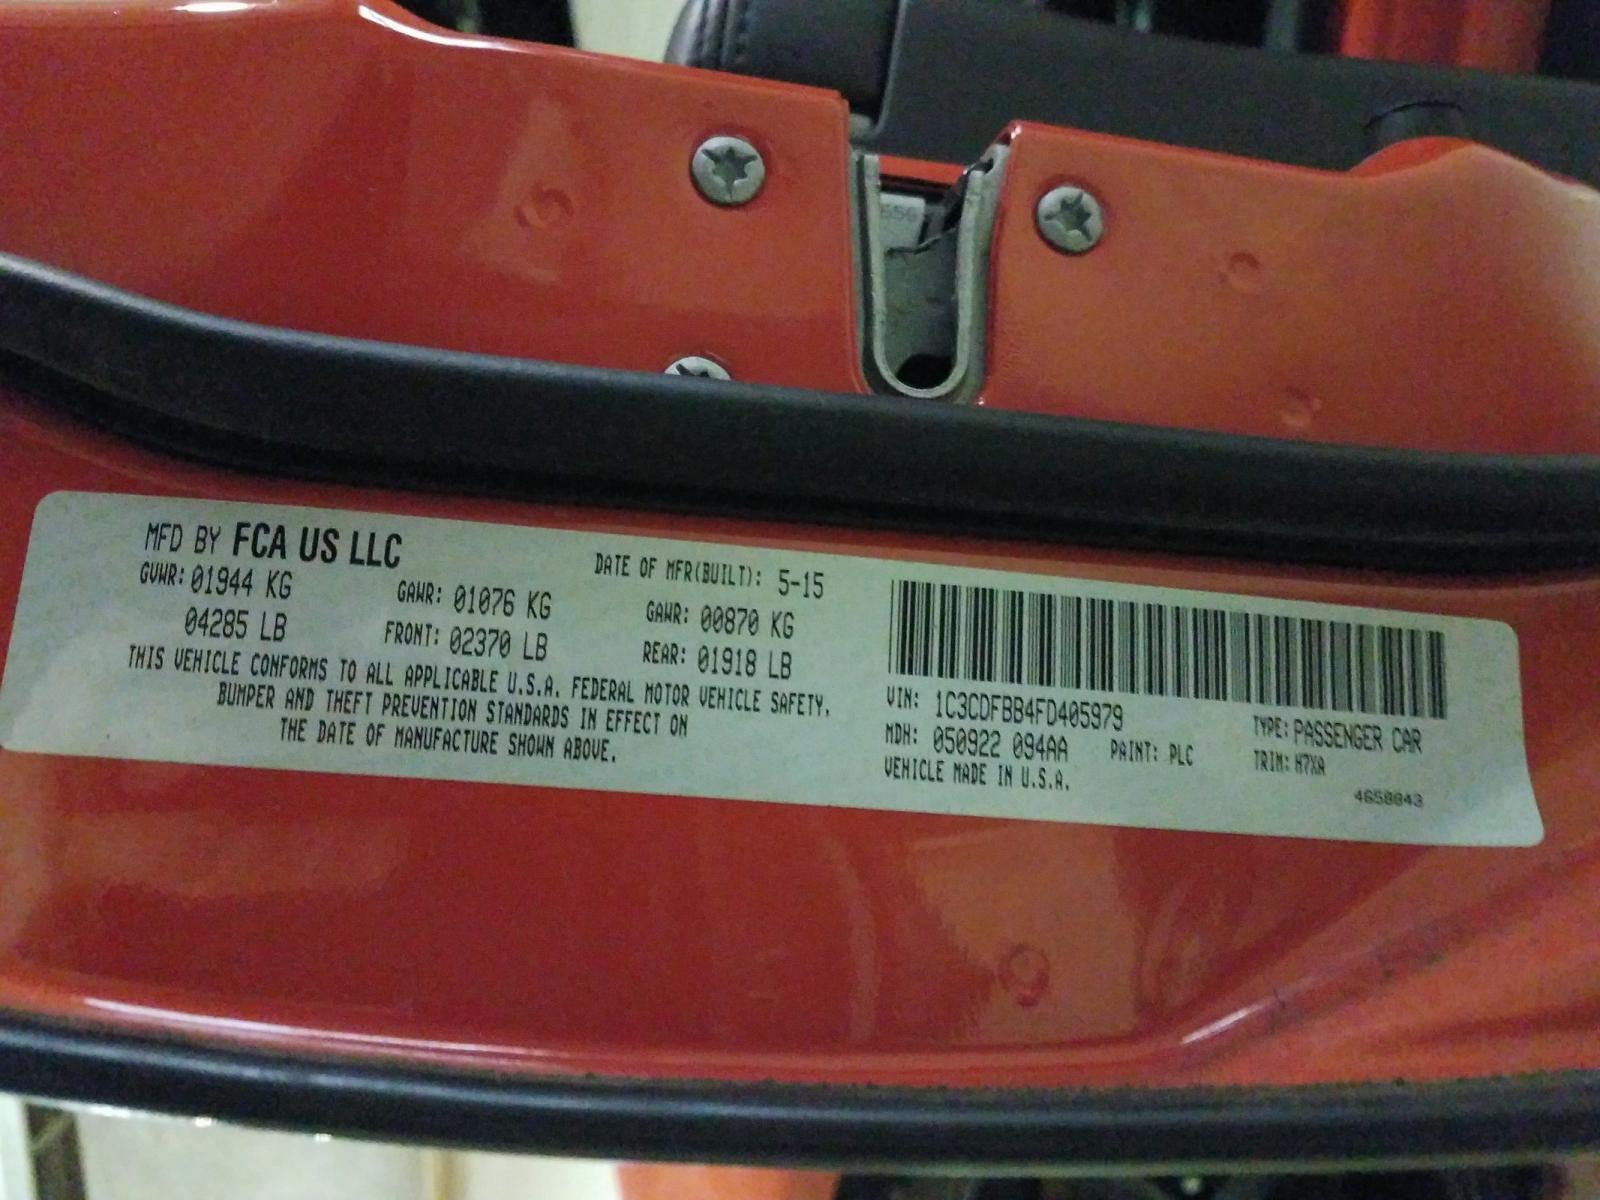 MFD BY FCA US LLC
DATE OF MFR(BUILT): 5-15
GVWR: 01944 KG
04285 LB
GAWR: 01076 KG
FRONT: 02370 LB
GAWR: 00870 KG
REAR: 01918 LB
THIS VEHICLE CONFORMS TO ALL APPLICABLE U.S.A. FEDERAL MOTOR VEHICLE SAFETY,
BUMPER AND THEFT PREVENTION STANDARDS IN EFFECT ON
THE DATE OF MANUFACTURE SHOWN ABOVE.
VIN: 1C3CDFBB4FD405979
TYPE: PASSENGER CAR
MDH: 050922 094AA PAINT: PLC
TRIM: H7XA
VEHICLE MADE IN U.S.A.
4658843